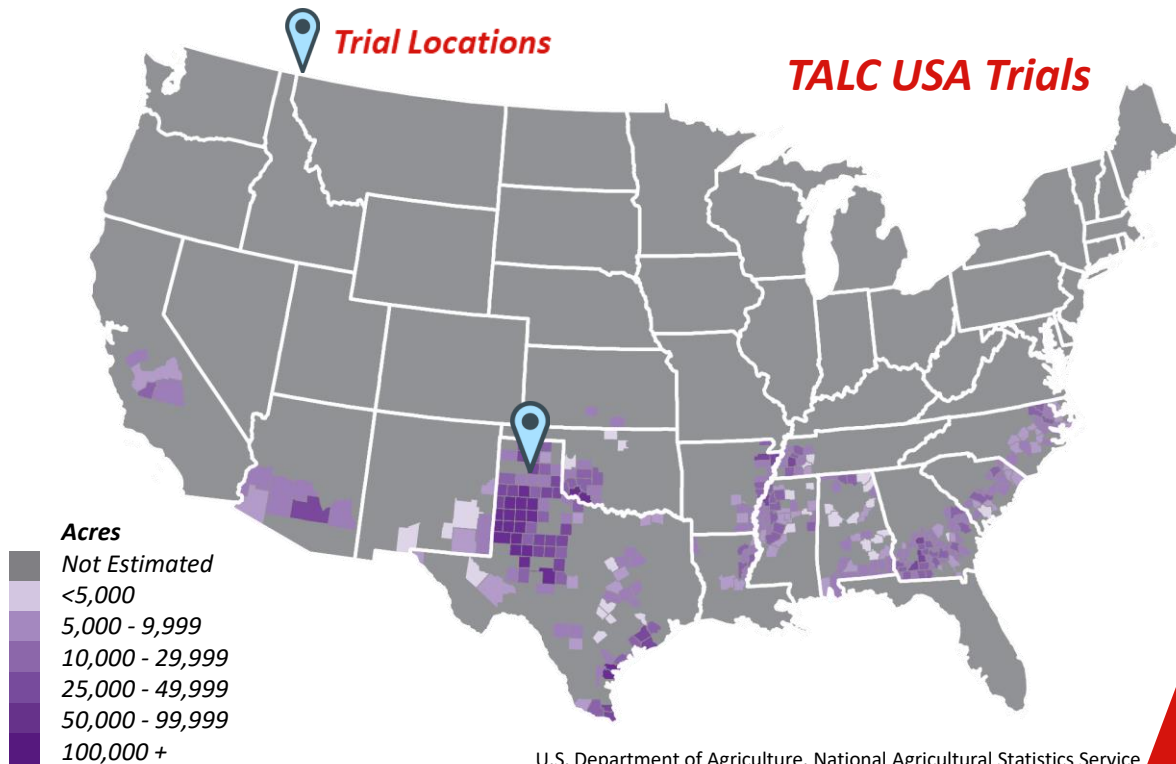 Trial Locations
TALC USA Trials
Acres
Not Estimated
<5,000
5,000 - 9,999
10,000 - 29,999
25,000 - 49,999
50,000 - 99,999
100,000 +
U.S. Department of Agriculture, National Agricultural Statistics Service